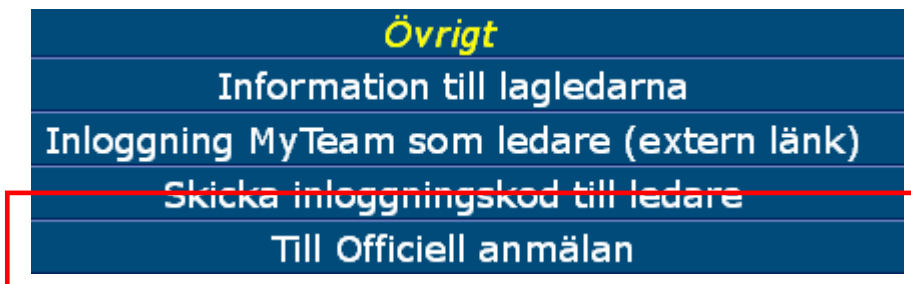 Övrigt
Information till lagledarna
Inloggning MyTeam som ledare (extern länk)
Skicka inloggningskod till ledare
Till Officiell anmälan